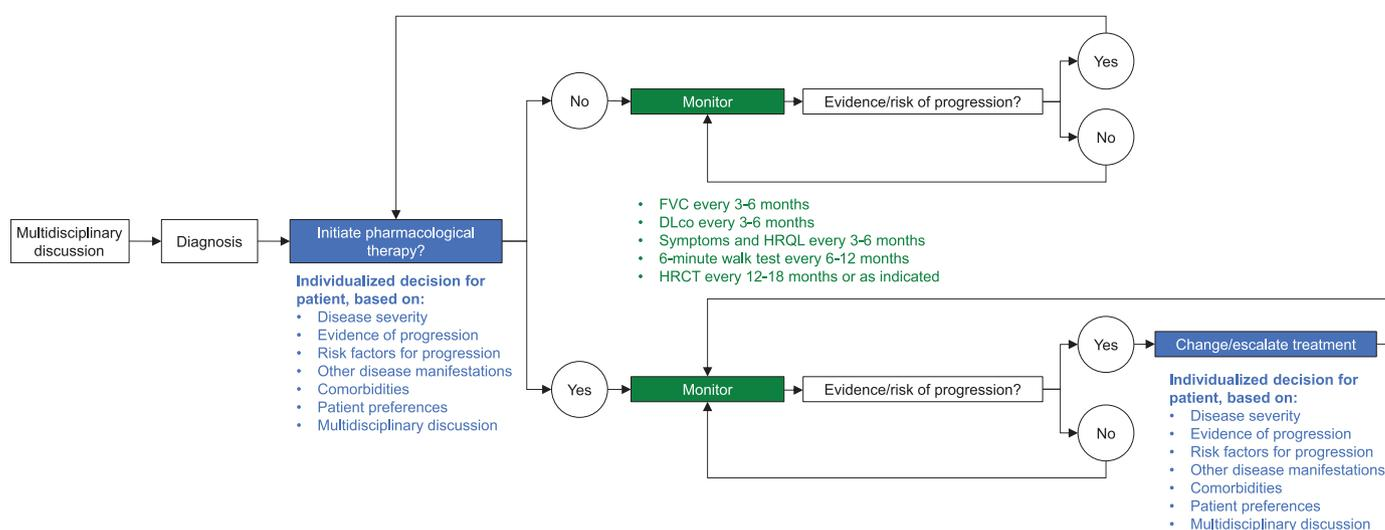 Yes
No
Monitor
Evidence/risk of progression?
No
• FVC every 3-6 months
• DLco every 3-6 months
• Symptoms and HRQL every 3-6 months
• 6-minute walk test every 6-12 months
• HRCT every 12-18 months or as indicated
Multidisciplinary
discussion
Diagnosis
Initiate pharmacological
therapy?
Individualized decision for
patient, based on:
• Disease severity
• Evidence of progression
• Risk factors for progression
• Other disease manifestations
• Comorbidities
• Patient preferences
• Multidisciplinary discussion
Yes
Monitor
Evidence/risk of progression?
Yes
No
Change/escalate treatment
Individualized decision for
patient, based on:
• Disease severity
• Evidence of progression
• Risk factors for progression
• Other disease manifestations
• Comorbidities
• Patient preferences
• Multidisciplinary discussion